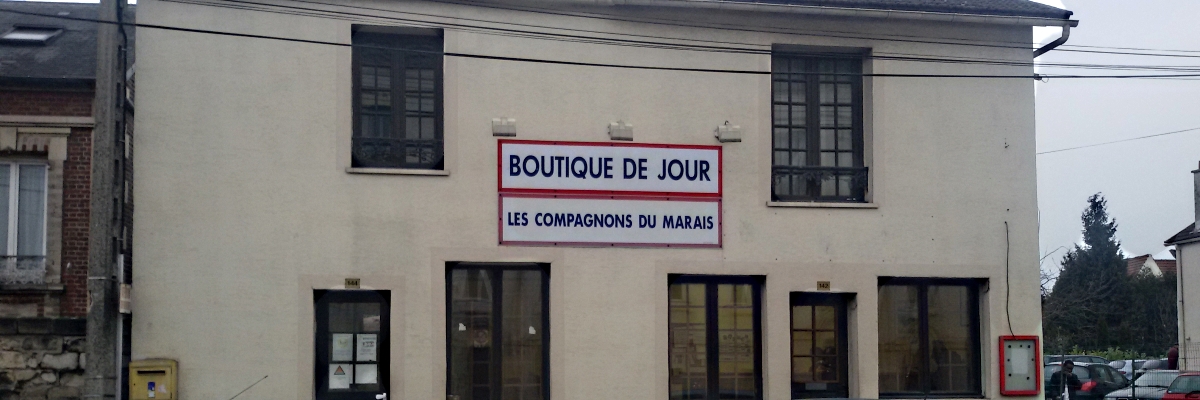 BOUTIQUE DE JOUR
LES COMPAGNONS DU MARAIS